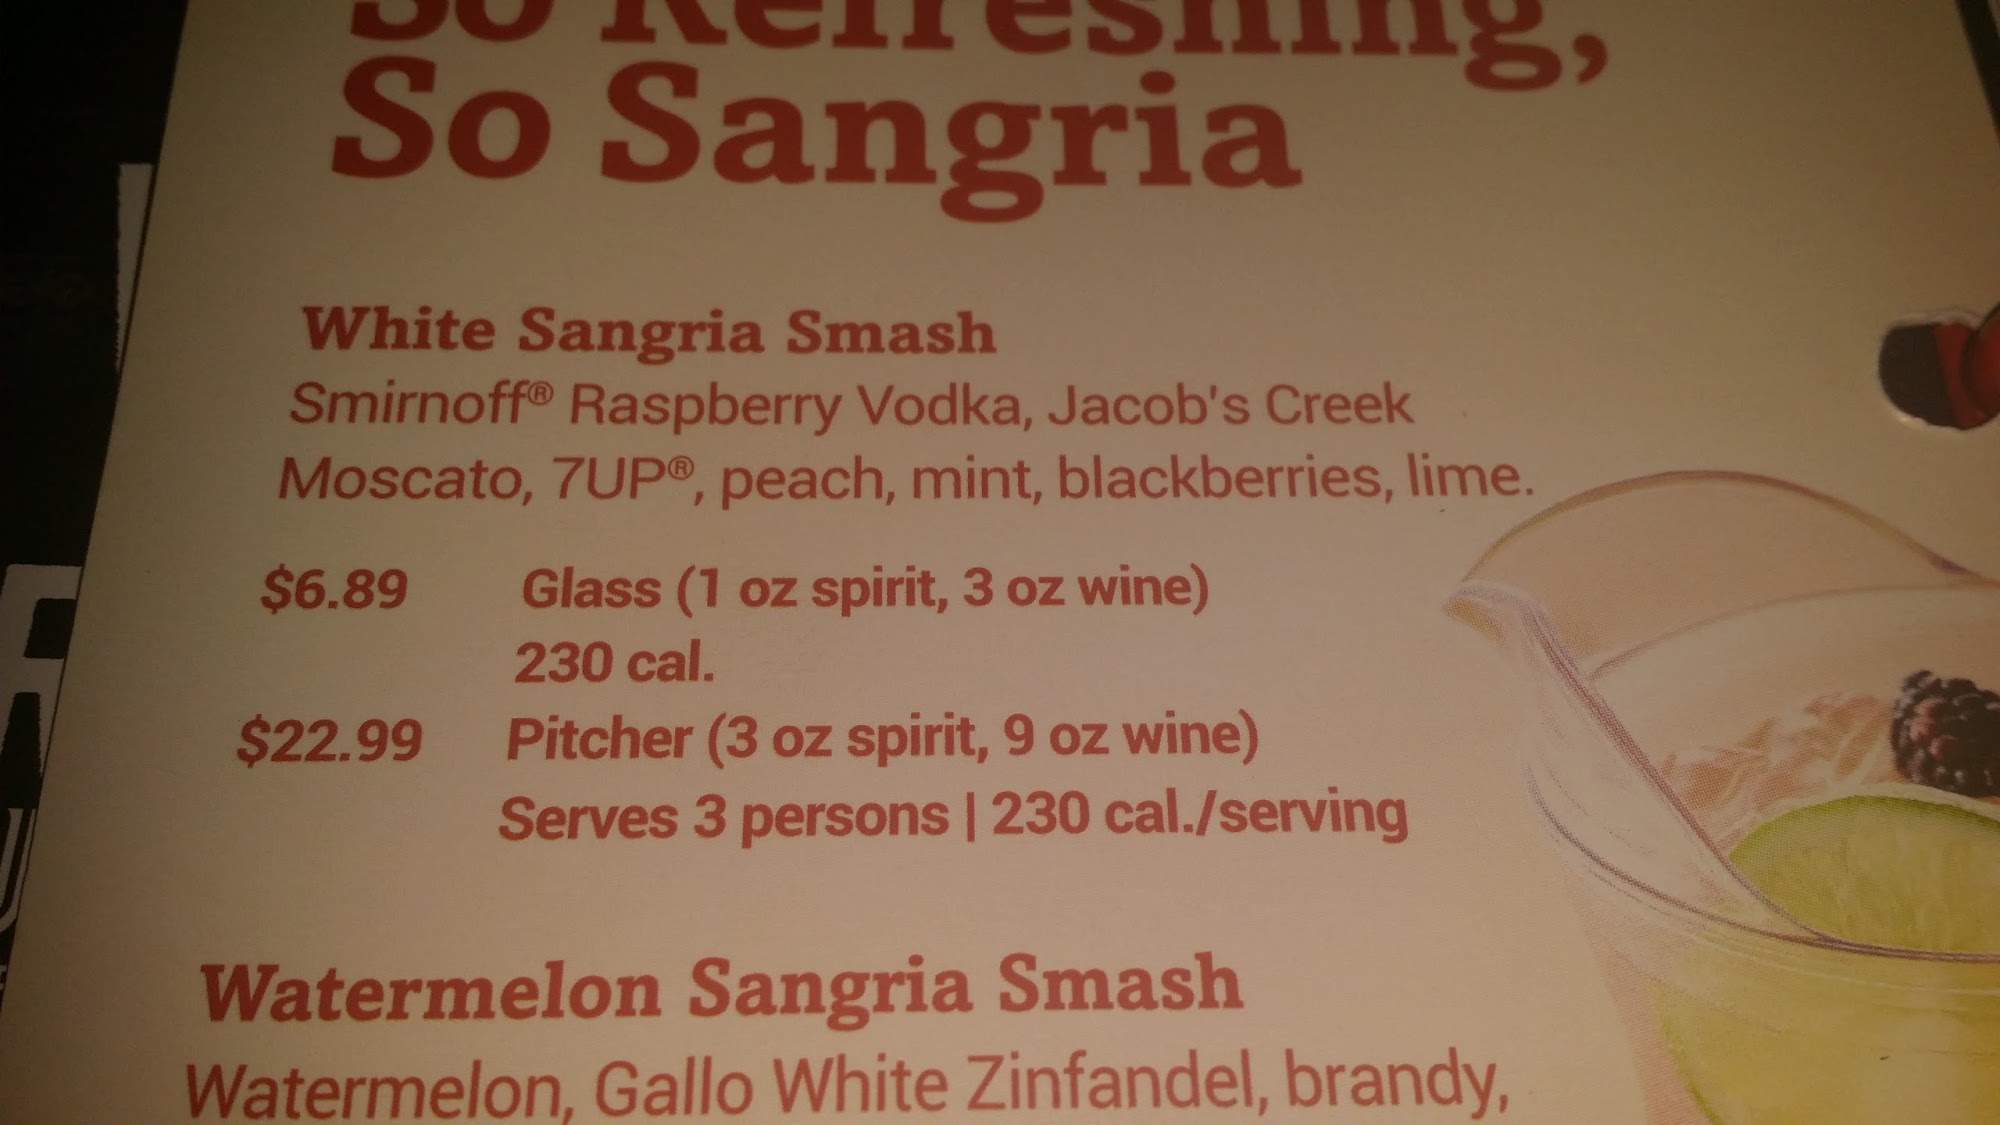 So Refreshing,
So Sangria
White Sangria Smash
Smirnoff® Raspberry Vodka, Jacob's Creek
Moscato, 7UP®, peach, mint, blackberries, lime.
$6.89 Glass (1 oz spirit, 3 oz wine)
230 cal.
$22.99 Pitcher (3 oz spirit, 9 oz wine)
Serves 3 persons | 230 cal./serving
Watermelon Sangria Smash
Watermelon, Gallo White Zinfandel, brandy,